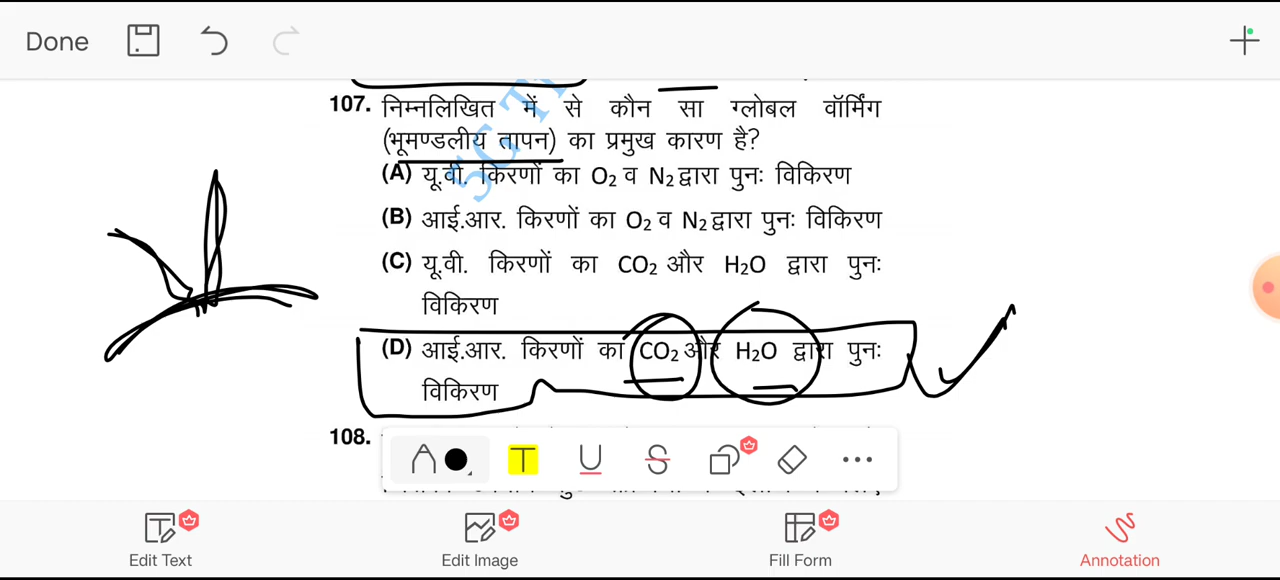 Done
5G T
107. निम्नलिखित में से कौन सा ग्लोबल वॉर्मिंग
(भूमण्डलीय तापन) का प्रमुख कारण है?
(A) यू.वी. किरणों का O2 व N2 द्वारा पुनः विकिरण
(B) आई.आर. किरणों का O2 व N2 द्वारा पुनः विकिरण
(C) यू.वी. किरणों का CO2 और H2O द्वारा पुनः
विकिरण
(D) आई.आर. किरणों का CO2 और H2O द्वारा पुनः
विकिरण
108.
T
U
S
Edit Text
Edit Image
Fill Form
Annotation